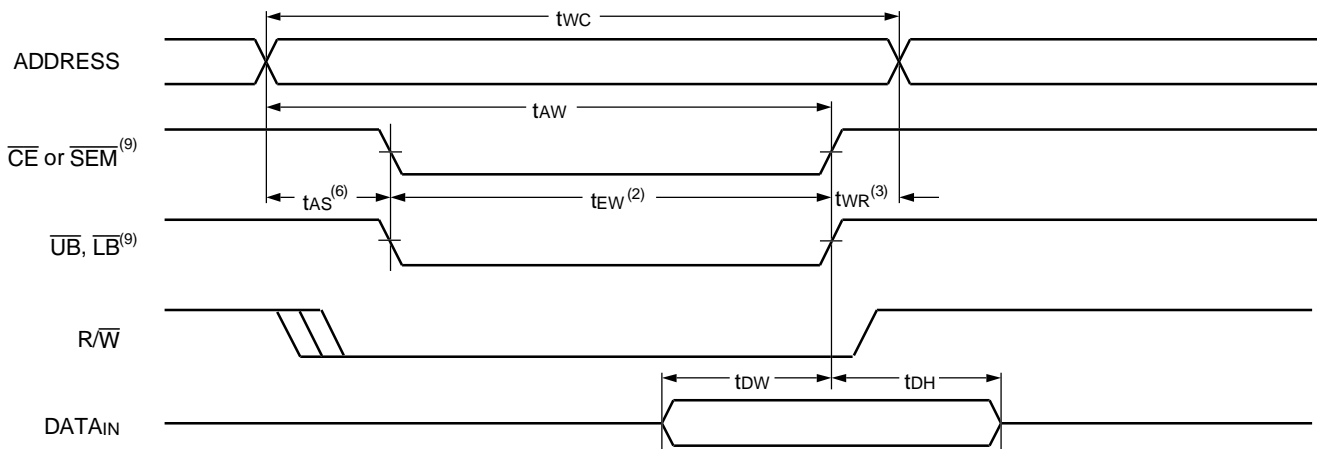 tWC
ADDRESS
tAW
CE or SEM(9)
tAS(6) tEW(2) tWR(3)
UB, LB(9)
R/W
tDW tDH
DATAIN